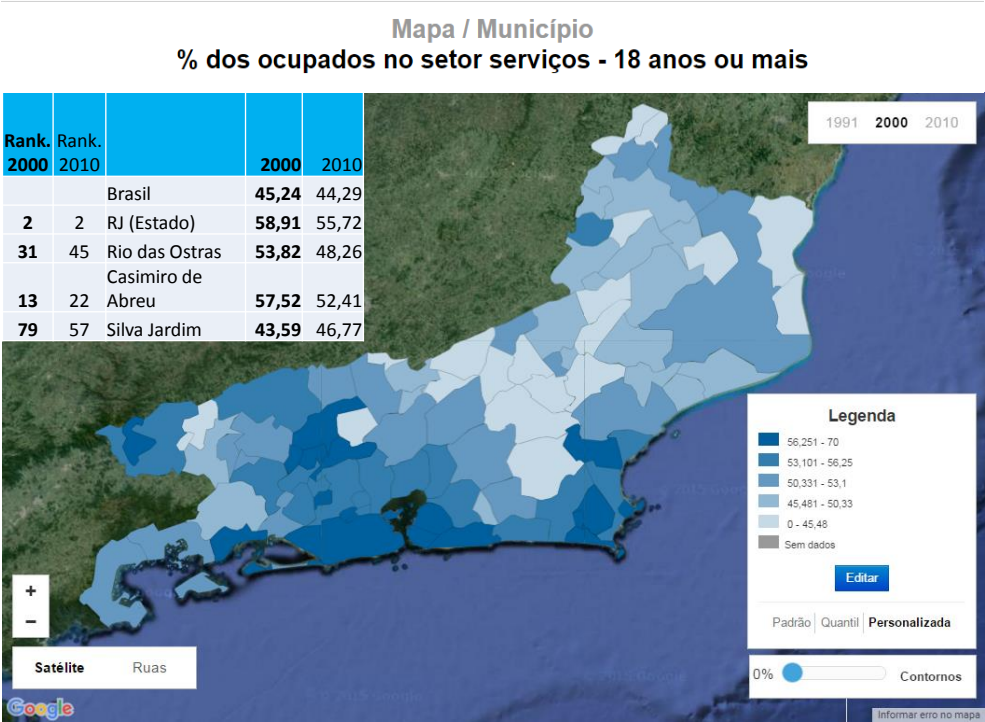 Mapa / Município
% dos ocupados no setor serviços - 18 anos ou mais
Rank. 2000 Rank. 2010 2000 2010
Brasil 45,24 44,29
2 2 RJ (Estado) 58,91 55,72
31 45 Rio das Ostras 53,82 48,26
13 22 Casimiro de Abreu 57,52 52,41
79 57 Silva Jardim 43,59 46,77
1991 2000 2010
Legenda
56,251 - 70
53,101 - 56,25
50,331 - 53,1
45,481 - 50,33
0 - 45,48
Sem dados
Editar
Padrão Quantil Personalizada
0% Contornos
+
−
Satélite Ruas
Google
Informar erro no mapa